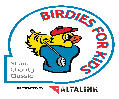 BIRDIES FOR KIDS
Shaw
Charity
Classic
ALTALINK